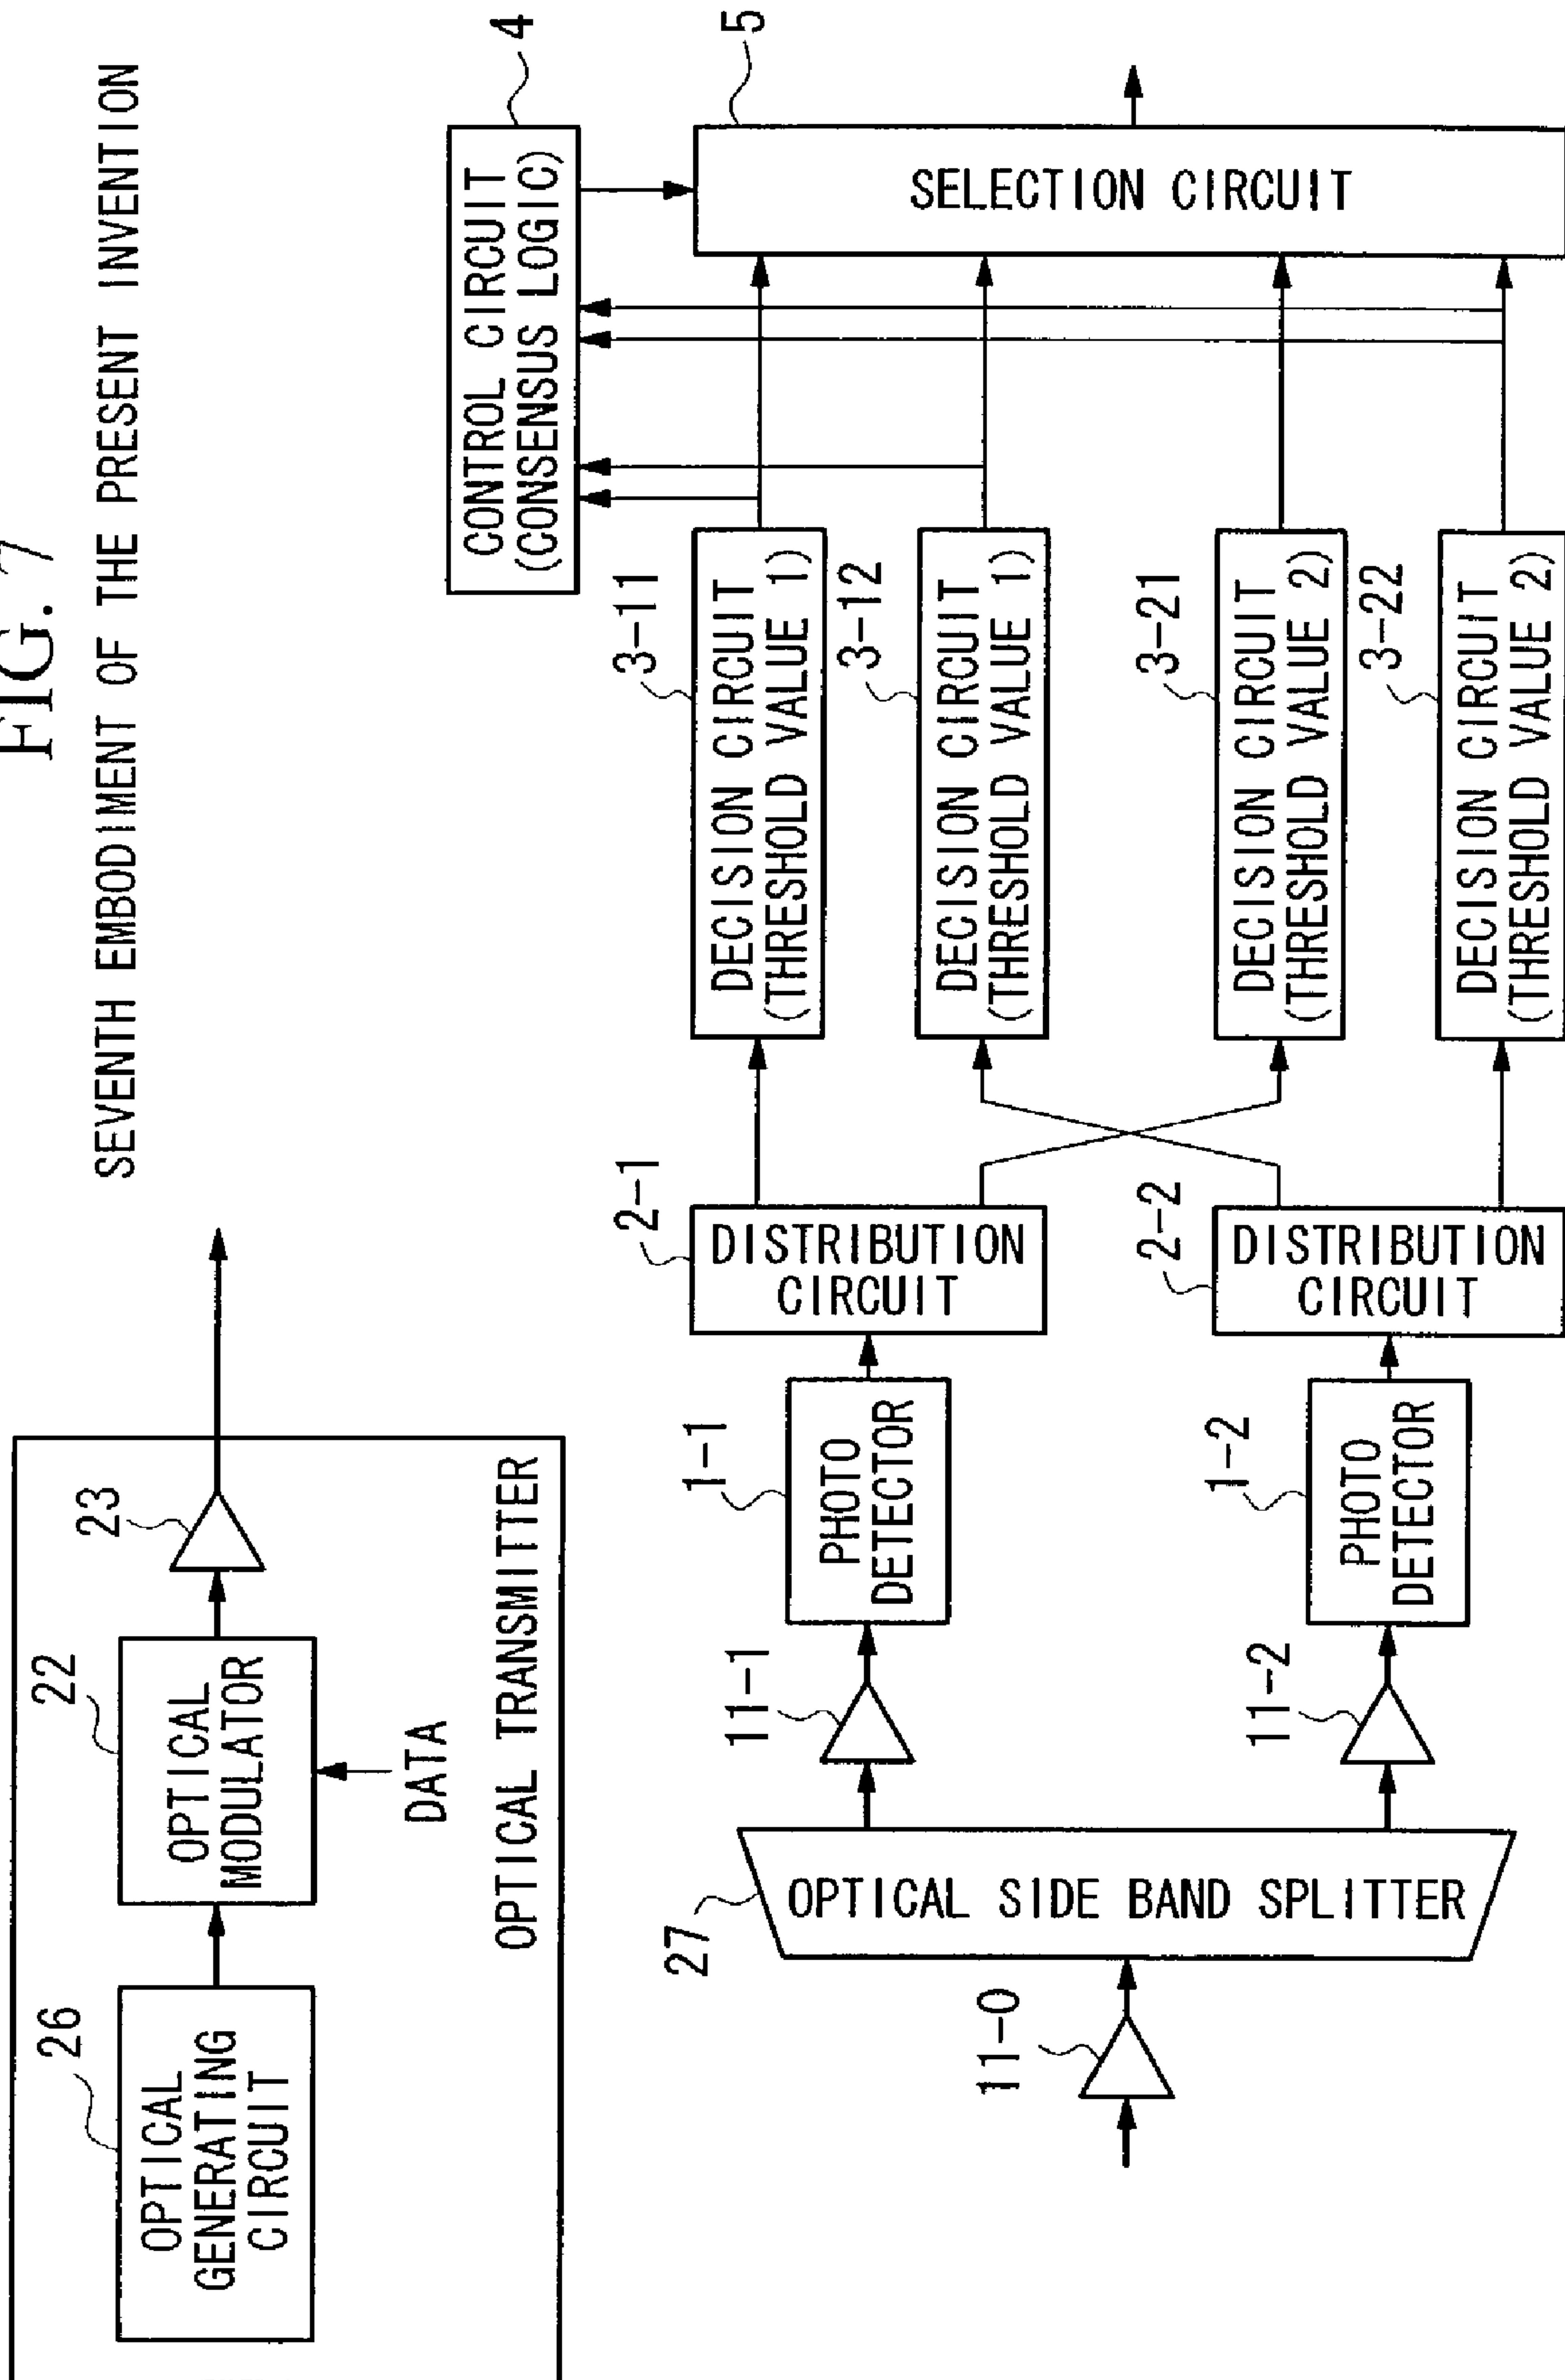 FIG. 7
SEVENTH EMBODIMENT OF THE PRESENT INVENTION
26
OPTICAL
GENERATING
CIRCUIT
22
OPTICAL
MODULATOR
23
DATA
OPTICAL TRANSMITTER
11-0
27
OPTICAL SIDE BAND SPLITTER
11-1
1-1
PHOTO
DETECTOR
2-1
DISTRIBUTION
CIRCUIT
11-2
1-2
PHOTO
DETECTOR
2-2
DISTRIBUTION
CIRCUIT
3-11
DECISION CIRCUIT
(THRESHOLD VALUE 1)
3-12
DECISION CIRCUIT
(THRESHOLD VALUE 1)
3-21
DECISION CIRCUIT
(THRESHOLD VALUE 2)
3-22
DECISION CIRCUIT
(THRESHOLD VALUE 2)
CONTROL CIRCUIT
(CONSENSUS LOGIC)
4
5
SELECTION CIRCUIT